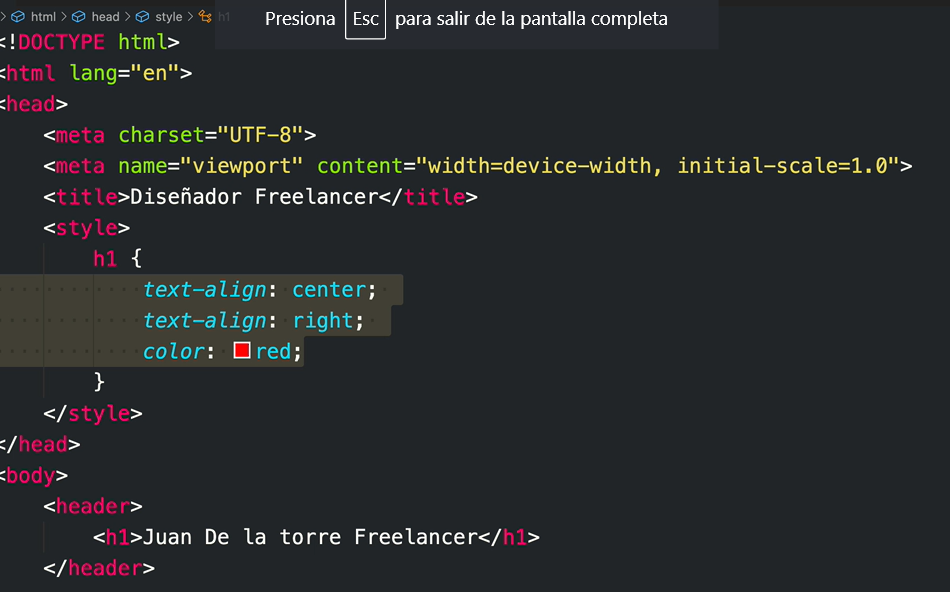 > html > head > style > h1
Presiona Esc para salir de la pantalla completa
<!DOCTYPE html>
<html lang="en">
<head>
<meta charset="UTF-8">
<meta name="viewport" content="width=device-width, initial-scale=1.0">
<title>Diseñador Freelancer</title>
<style>
h1 {
text-align: center;
text-align: right;
color: red;
}
</style>
</head>
<body>
<header>
<h1>Juan De la torre Freelancer</h1>
</header>